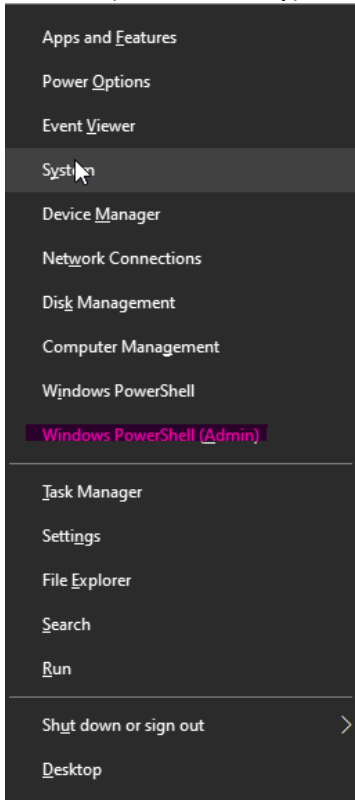 Apps and Features
Power Options
Event Viewer
System
Device Manager
Network Connections
Disk Management
Computer Management
Windows PowerShell
Windows PowerShell (Admin)
Task Manager
Settings
File Explorer
Search
Run
Shut down or sign out
Desktop